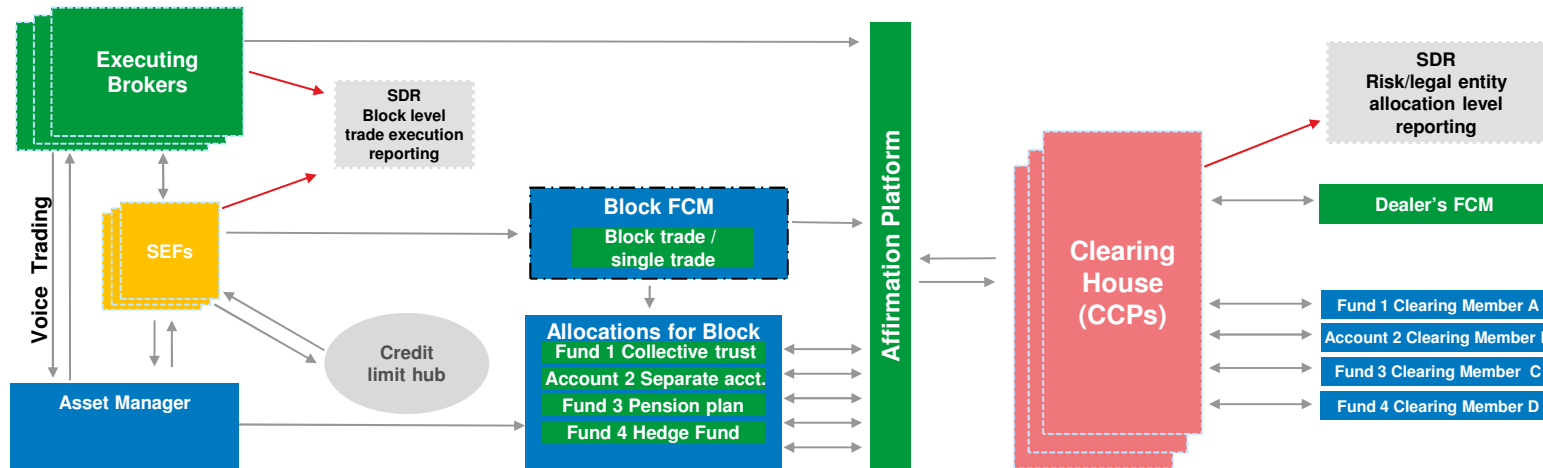 Executing
Brokers
SDR
Block level
trade execution
reporting
Voice Trading
SEFs
Block FCM
Block trade /
single trade
Credit
limit hub
Asset Manager
Allocations for Block
Fund 1 Collective trust
Account 2 Separate acct.
Fund 3 Pension plan
Fund 4 Hedge Fund
Affirmation Platform
Clearing
House
(CCPs)
SDR
Risk/legal entity
allocation level
reporting
Dealer's FCM
Fund 1 Clearing Member A
Account 2 Clearing Member
Fund 3 Clearing Member C
Fund 4 Clearing Member D